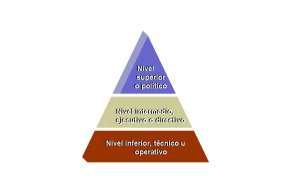 Nivel
superior
o político
Nivel intermedio,
ejecutivo o directivo
Nivel inferior, técnico u
operativo